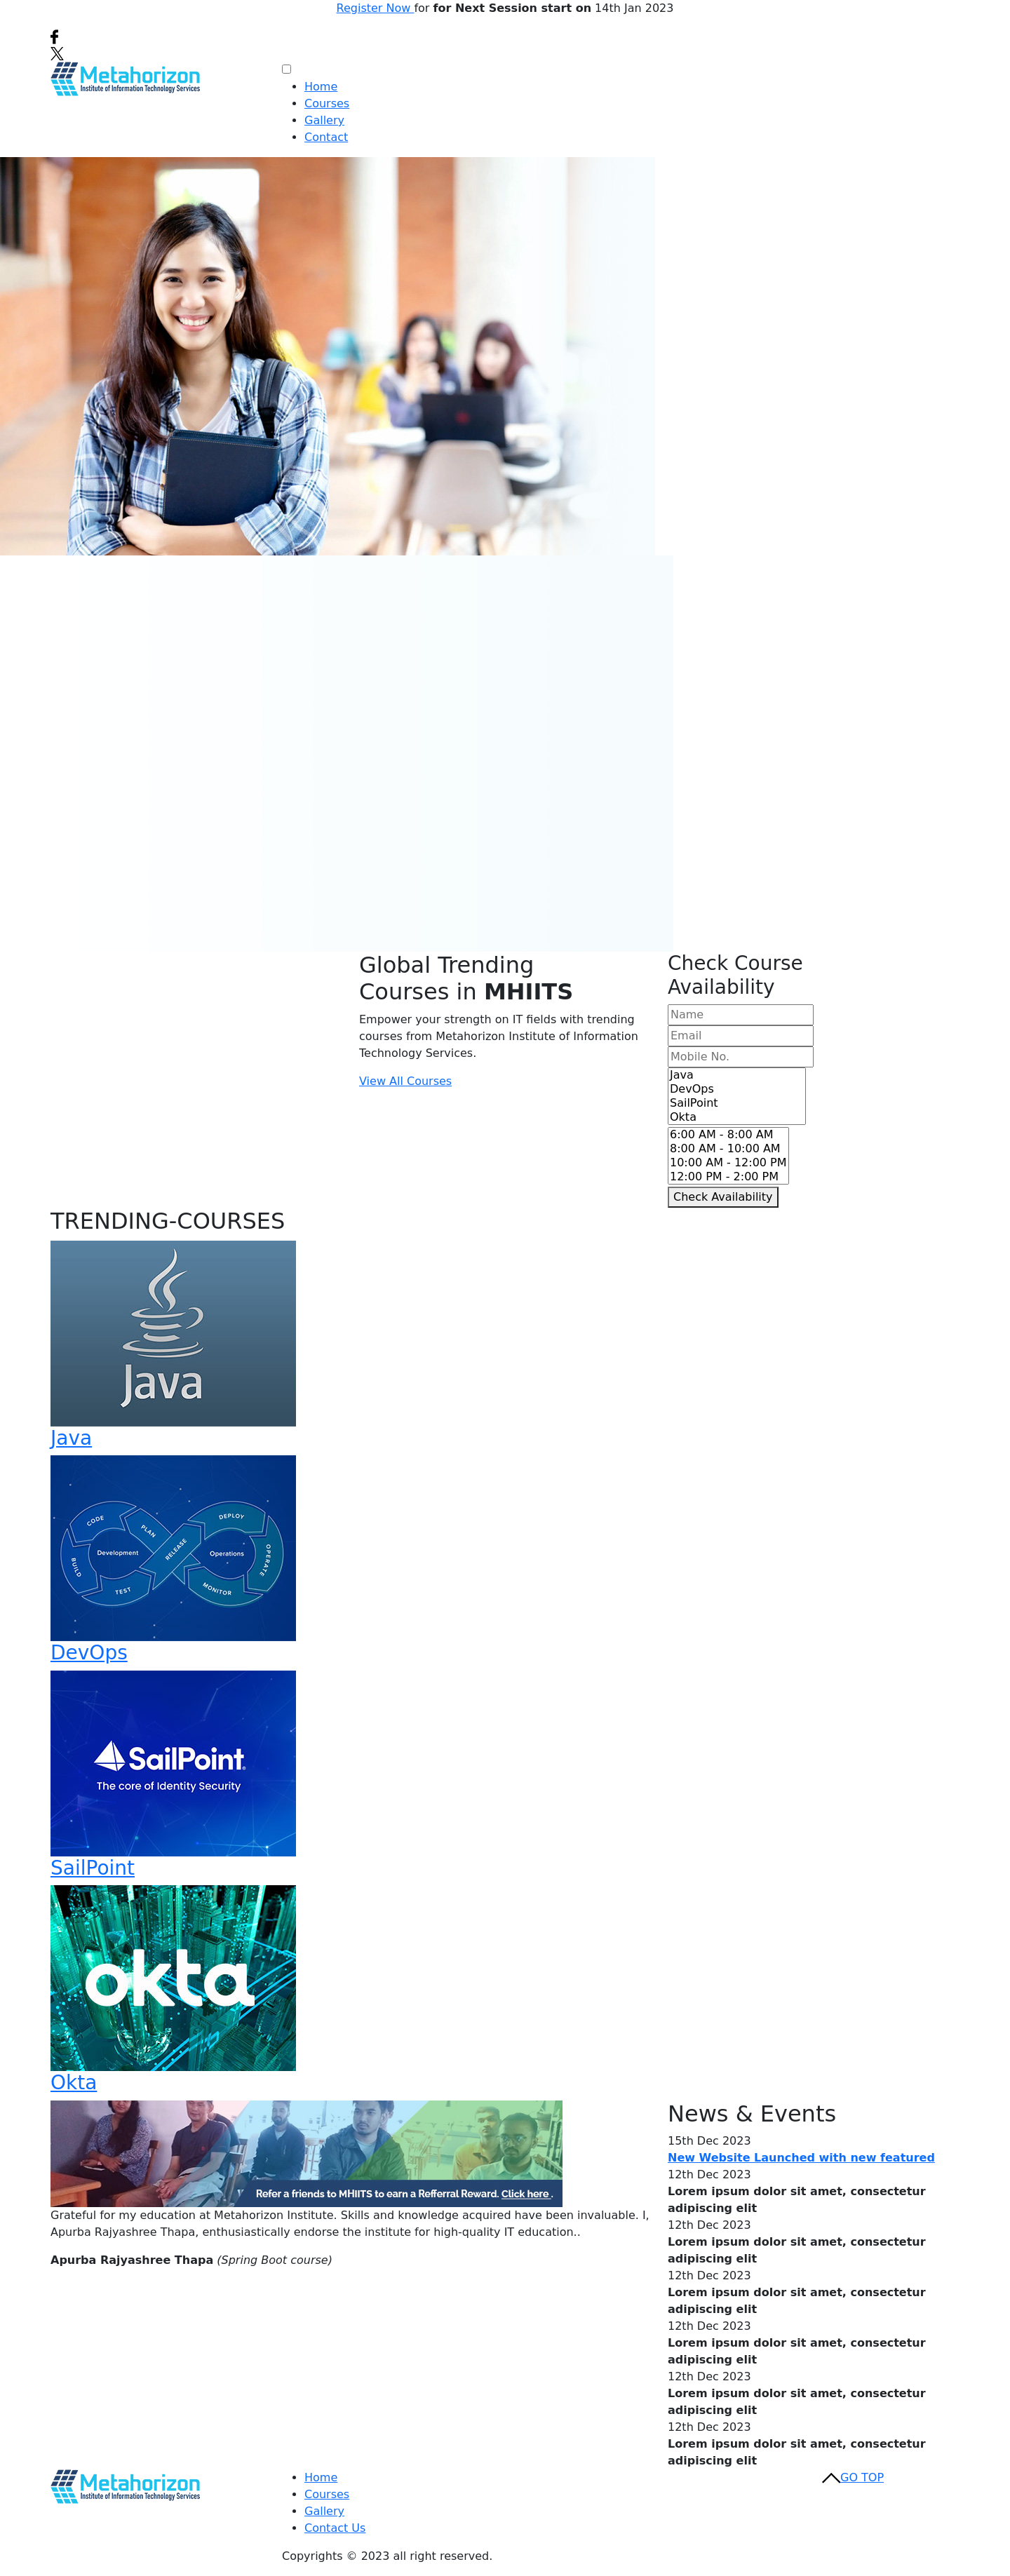 Register Now for for Next Session start on 14th Jan 2023
Metahorizon
Institute of Information Technology Services
Home
Courses
Gallery
Contact
Global Trending
Courses in MHIITS
Empower your strength on IT fields with trending
courses from Metahorizon Institute of Information
Technology Services.
View All Courses
Check Course
Availability
Name
Email
Mobile No.
Java
DevOps
SailPoint
Okta
6:00 AM - 8:00 AM
8:00 AM - 10:00 AM
10:00 AM - 12:00 PM
12:00 PM - 2:00 PM
Check Availability
TRENDING-COURSES
Java
Java
CODE
PLAN
BUILD
TEST
Development
RELEASE
DEPLOY
OPERATE
MONITOR
Operations
DevOps
SailPoint
The core of Identity Security
SailPoint
okta
Okta
Refer a friends to MHIITS to earn a Refferral Reward. Click here .
Grateful for my education at Metahorizon Institute. Skills and knowledge acquired have been invaluable. I,
Apurba Rajyashree Thapa, enthusiastically endorse the institute for high-quality IT education..
Apurba Rajyashree Thapa (Spring Boot course)
News & Events
15th Dec 2023
New Website Launched with new featured
12th Dec 2023
Lorem ipsum dolor sit amet, consectetur
adipiscing elit
12th Dec 2023
Lorem ipsum dolor sit amet, consectetur
adipiscing elit
12th Dec 2023
Lorem ipsum dolor sit amet, consectetur
adipiscing elit
12th Dec 2023
Lorem ipsum dolor sit amet, consectetur
adipiscing elit
12th Dec 2023
Lorem ipsum dolor sit amet, consectetur
adipiscing elit
12th Dec 2023
Lorem ipsum dolor sit amet, consectetur
adipiscing elit
Metahorizon
Institute of Information Technology Services
Home
Courses
Gallery
Contact Us
GO TOP
Copyrights © 2023 all right reserved.